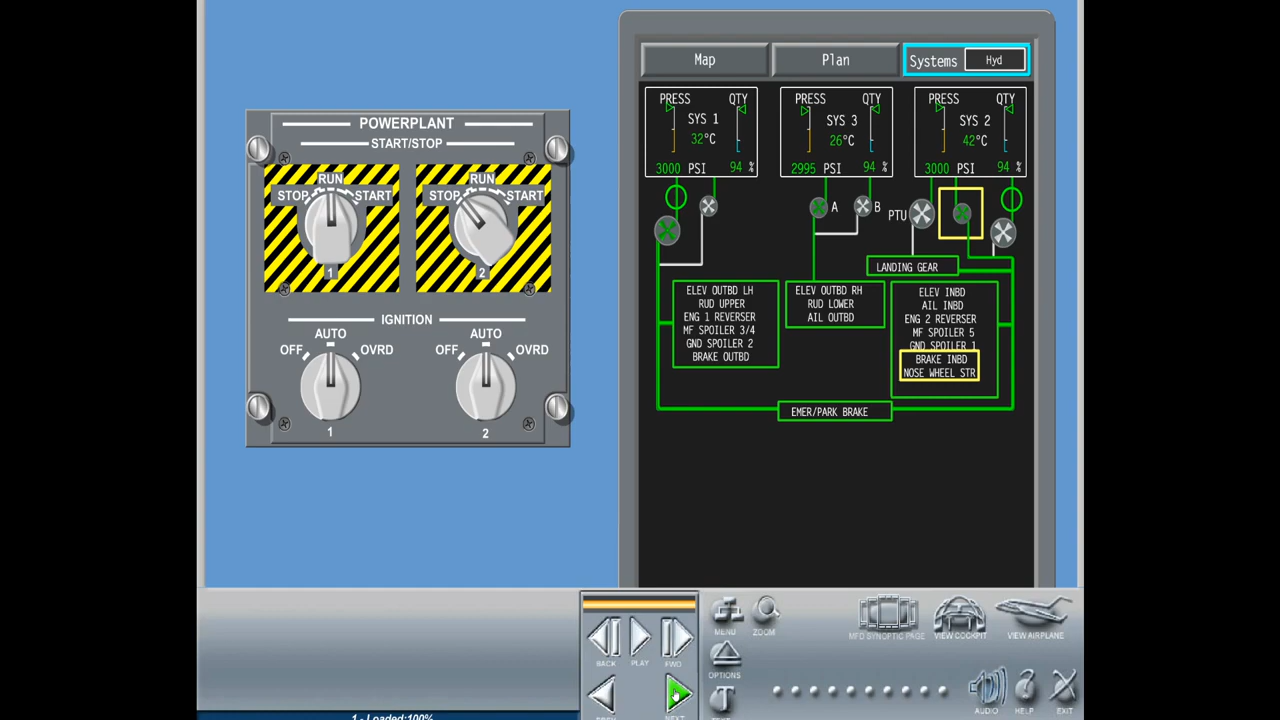 POWERPLANT
START/STOP
RUN
STOP START
1
RUN
STOP START
2
IGNITION
AUTO
OFF OVRD
1
AUTO
OFF OVRD
2
Map
Plan
Systems Hyd
PRESS QTY
SYS 1
32°C
3000 PSI 94 %
PRESS QTY
SYS 3
26°C
2995 PSI 94 %
PRESS QTY
SYS 2
42°C
3000 PSI 94 %
A
B
PTU
LANDING GEAR
ELEV OUTBD LH
RUD UPPER
ENG 1 REVERSER
MF SPOILER 3/4
GND SPOILER 2
BRAKE OUTBD
ELEV OUTBD RH
RUD LOWER
AIL OUTBD
ELEV INBD
AIL INBD
ENG 2 REVERSER
MF SPOILER 5
GND SPOILER 1
BRAKE INBD
NOSE WHEEL STR
EMER/PARK BRAKE
BACK
PLAY
FWD
NEXT
MENU
ZOOM
OPTIONS
MFD SYNOPTIC PAGE
VIEW COCKPIT
VIEW AIRPLANE
AUDIO
HELP
EXIT
1 - Loaded:100%